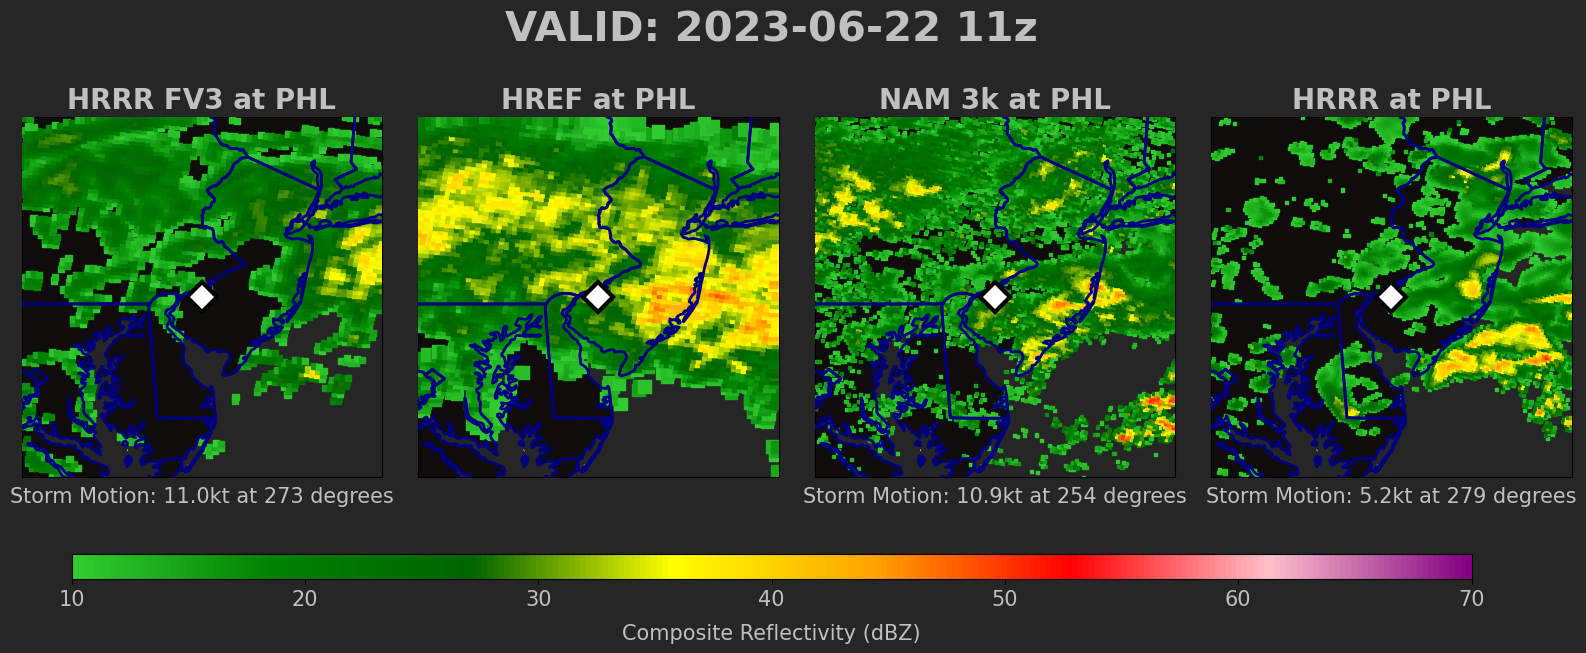 VALID: 2023-06-22 11z
HRRR FV3 at PHL
HREF at PHL
NAM 3k at PHL
HRRR at PHL
Storm Motion: 11.0kt at 273 degrees
Storm Motion: 10.9kt at 254 degrees
Storm Motion: 5.2kt at 279 degrees
10 20 30 40 50 60 70
Composite Reflectivity (dBZ)